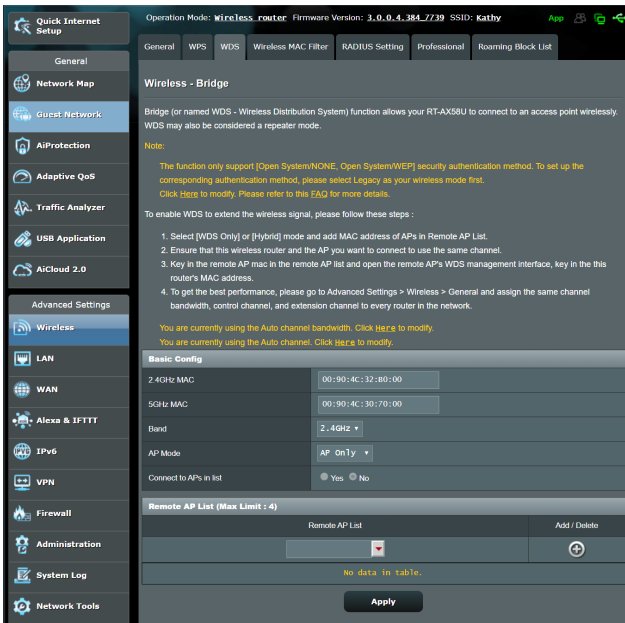 Quick Internet
Setup
General
Network Map
Guest Network
AiProtection
Adaptive QoS
Traffic Analyzer
USB Application
AiCloud 2.0
Advanced Settings
Wireless
LAN
WAN
Alexa & IFTTT
IPv6
VPN
Firewall
Administration
System Log
Network Tools
Operation Mode: Wireless router Firmware Version: 3.0.0.4.384_7739 SSID: Kathy App
General WPS WDS Wireless MAC Filter RADIUS Setting Professional Roaming Block List
Wireless - Bridge
Bridge (or named WDS - Wireless Distribution System) function allows your RT-AX58U to connect to an access point wirelessly.
WDS may also be considered a repeater mode.
Note:
The function only support [Open System/NONE, Open System/WEP] security authentication method. To set up the
corresponding authentication method, please select Legacy as your wireless mode first.
Click Here to modify. Please refer to this FAQ for more details.
To enable WDS to extend the wireless signal, please follow these steps :
1. Select [WDS Only] or [Hybrid] mode and add MAC address of APs in Remote AP List.
2. Ensure that this wireless router and the AP you want to connect to use the same channel.
3. Key in the remote AP mac in the remote AP list and open the remote AP's WDS management interface, key in the this
router's MAC address.
4. To get the best performance, please go to Advanced Settings > Wireless > General and assign the same channel
bandwidth, control channel, and extension channel to every router in the network.
You are currently using the Auto channel bandwidth. Click Here to modify.
You are currently using the Auto channel. Click Here to modify.
Basic Config
2.4GHz MAC 00:90:4C:32:B0:00
5GHz MAC 00:90:4C:30:70:00
Band 2.4GHz
AP Mode AP Only
Connect to APs in list Yes No
Remote AP List (Max Limit : 4)
Remote AP List Add / Delete
No data in table.
Apply